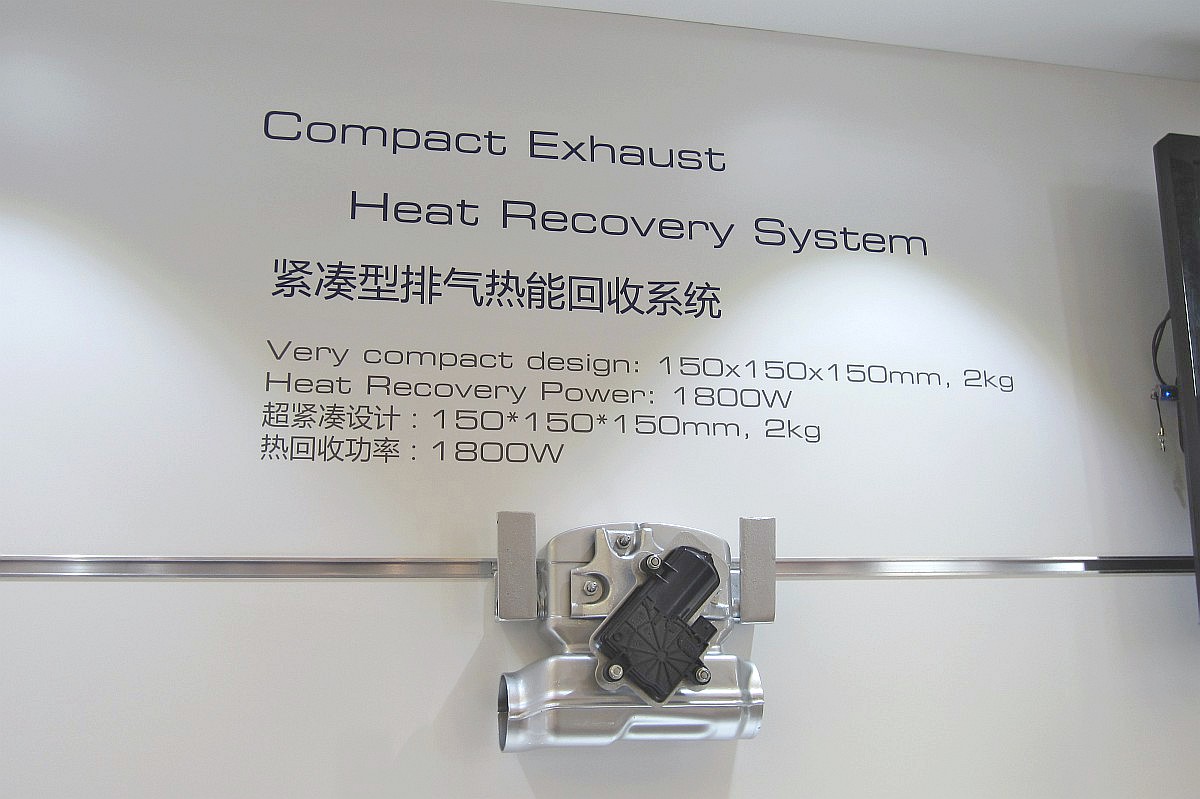 Compact Exhaust
Heat Recovery System
紧凑型排气热能回收系统
Very compact design: 150x150x150mm, 2kg
Heat Recovery Power: 1800W
超紧凑设计：150*150*150mm, 2kg
热回收功率：1800W